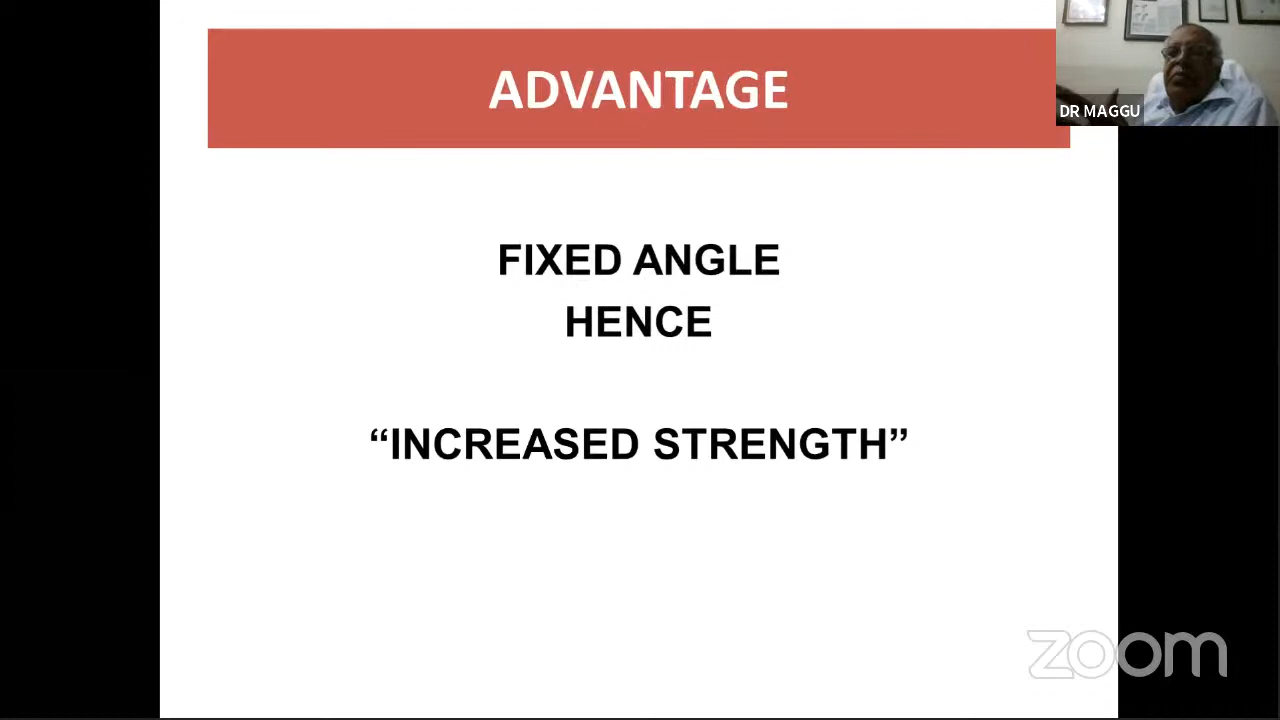 ADVANTAGE
DR MAGGU
FIXED ANGLE
HENCE
“INCREASED STRENGTH”
zoom